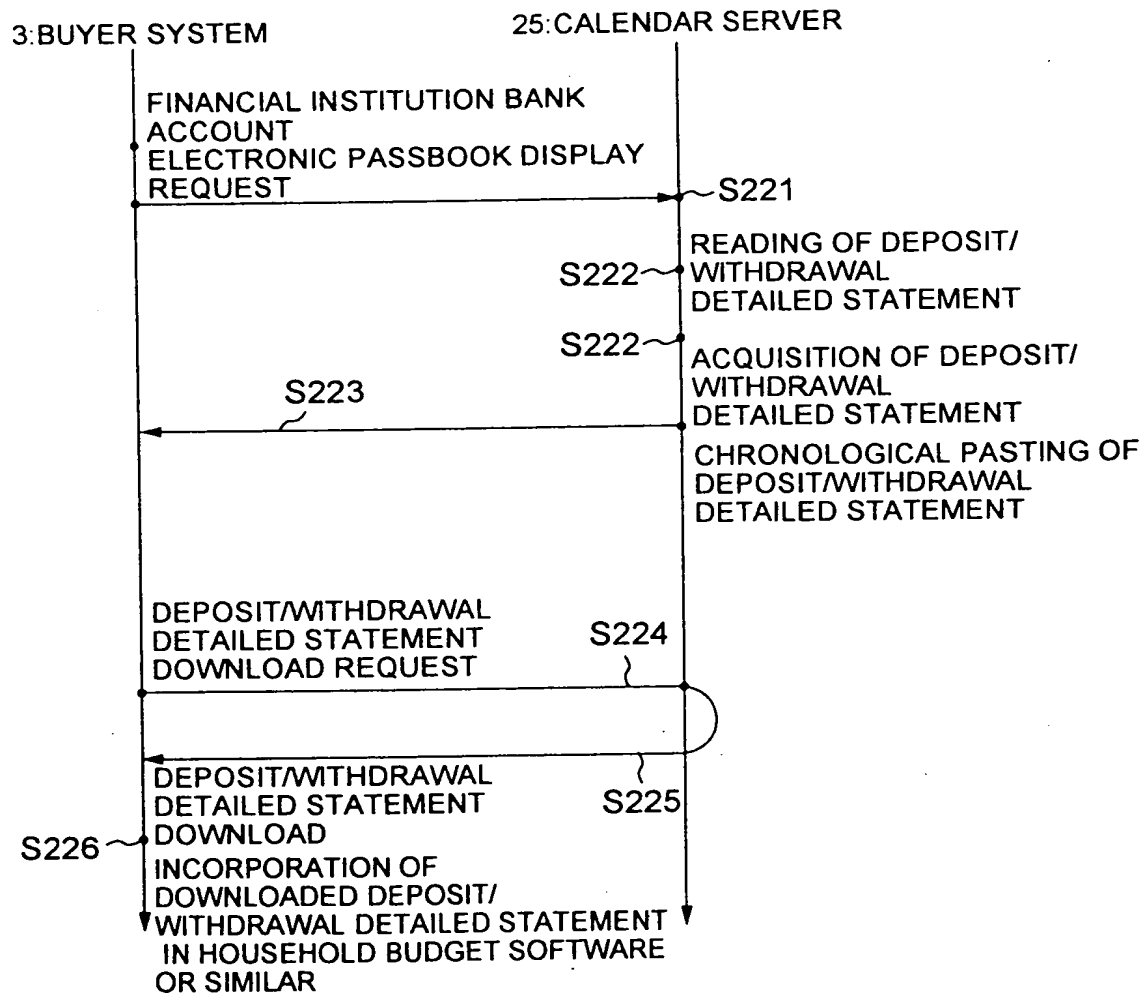 3:BUYER SYSTEM
25:CALENDAR SERVER
FINANCIAL INSTITUTION BANK
ACCOUNT
ELECTRONIC PASSBOOK DISPLAY
REQUEST
S221
READING OF DEPOSIT/
S222
WITHDRAWAL
DETAILED STATEMENT
S222
ACQUISITION OF DEPOSIT/
WITHDRAWAL
DETAILED STATEMENT
S223
CHRONOLOGICAL PASTING OF
DEPOSIT/WITHDRAWAL
DETAILED STATEMENT
DEPOSIT/WITHDRAWAL
DETAILED STATEMENT
DOWNLOAD REQUEST
S224
DEPOSIT/WITHDRAWAL
DETAILED STATEMENT
DOWNLOAD
S225
S226
INCORPORATION OF
DOWNLOADED DEPOSIT/
WITHDRAWAL DETAILED STATEMENT
IN HOUSEHOLD BUDGET SOFTWARE
OR SIMILAR